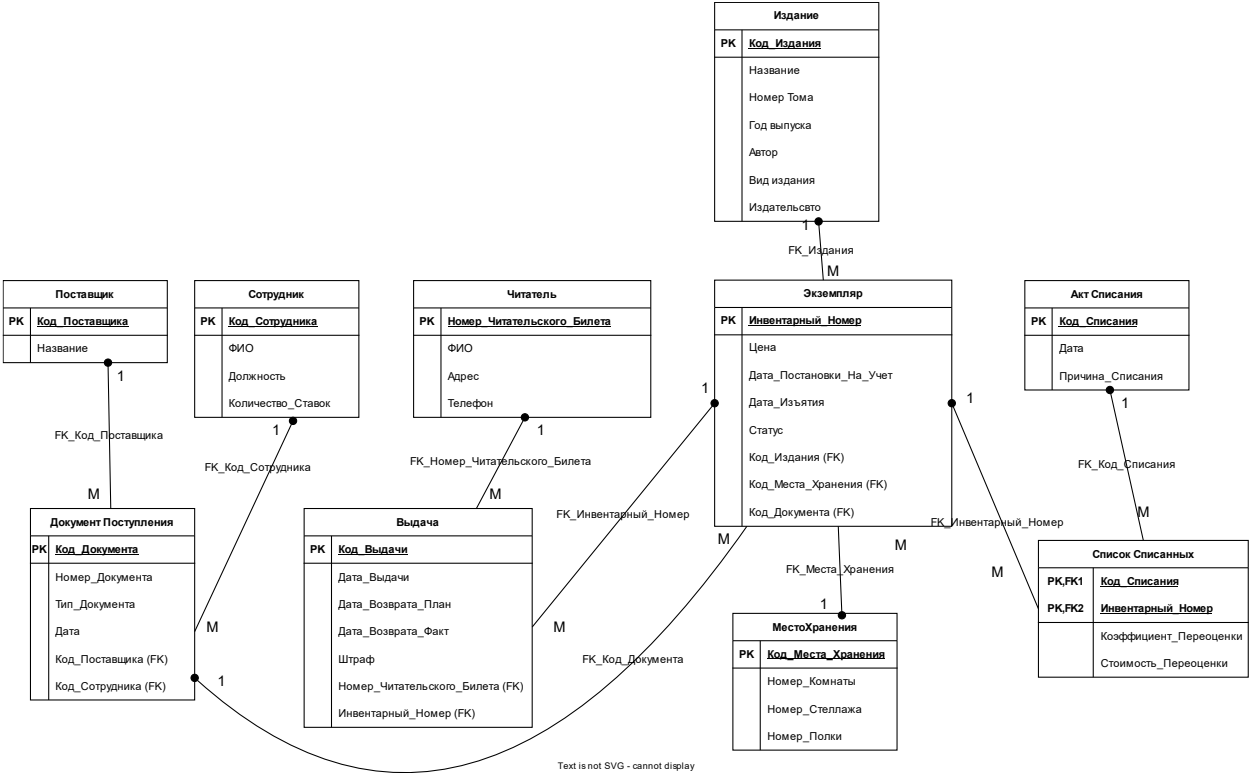 Издание
PK Код_Издания
Название
Номер Тома
Год выпуска
Автор
Вид издания
Издательсвто
1
FK_Издания
M
Поставщик
PK Код_Поставщика
Название
1
FK_Код_Поставщика
M
Сотрудник
PK Код_Сотрудника
ФИО
Должность
Количество_Ставок
1
FK_Код_Сотрудника
M
Читатель
PK Номер_Читательского_Билета
ФИО
Адрес
Телефон
1
FK_Номер_Читательского_Билета
M
Экземпляр
PK Инвентарный_Номер
Цена
Дата_Постановки_На_Учет
Дата_Изъятия
Статус
Код_Издания (FK)
Код_Места_Хранения (FK)
Код_Документа (FK)
1
FK_Инвентарный_Номер
M
1
FK_Инвентарный_Номер
M
Акт Списания
PK Код_Списания
Дата
Причина_Списания
1
FK_Код_Списания
M
Документ Поступления
PK Код_Документа
Номер_Документа
Тип_Документа
Дата
Код_Поставщика (FK)
Код_Сотрудника (FK)
1
FK_Код_Документа
M
Выдача
PK Код_Выдачи
Дата_Выдачи
Дата_Возврата_План
Дата_Возврата_Факт
Штраф
Номер_Читательского_Билета (FK)
Инвентарный_Номер (FK)
M
FK_Места_Хранения
1
МестоХранения
PK Код_Места_Хранения
Номер_Комнаты
Номер_Стеллажа
Номер_Полки
Список Списанных
PK,FK1 Код_Списания
PK,FK2 Инвентарный_Номер
Коэффициент_Переоценки
Стоимость_Переоценки
Text is not SVG - cannot display